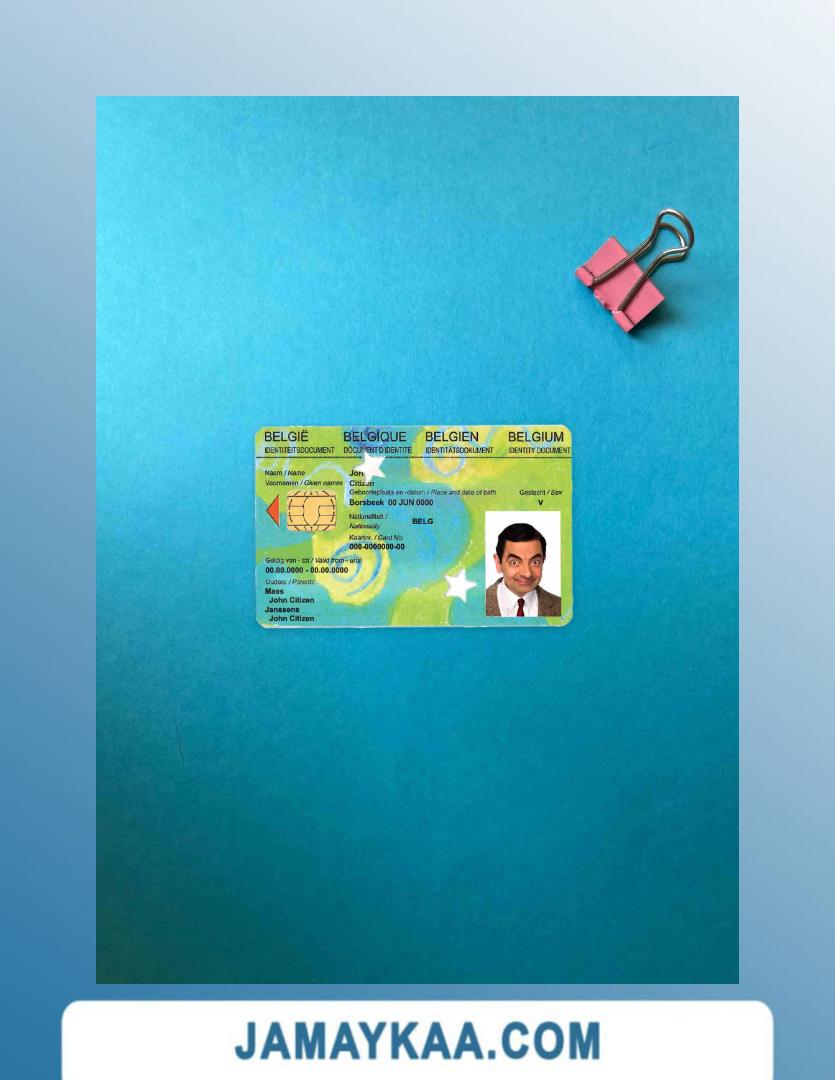 BELGIË BELGIQUE BELGIEN BELGIUM
IDENTITEITSDOCUMENT DOCUMENT D'IDENTITE IDENTITÄTSDOKUMENT IDENTITY DOCUMENT
Naam / Name Jon
Voornamen / Given names Citizen
Geboorteplaats en -datum / Place and date of birth Geslacht / Sex
Borsbeek 00 JUN 0000 V
Nationaliteit /
Nationality BELG
Kaartnr. / Card No.
000-0000000-00
Geldig van - tot / Valid from - until
00.00.0000 - 00.00.0000
Ouders / Parents
Maes
John Citizen
Janssens
John Citizen
JAMAYKAA.COM